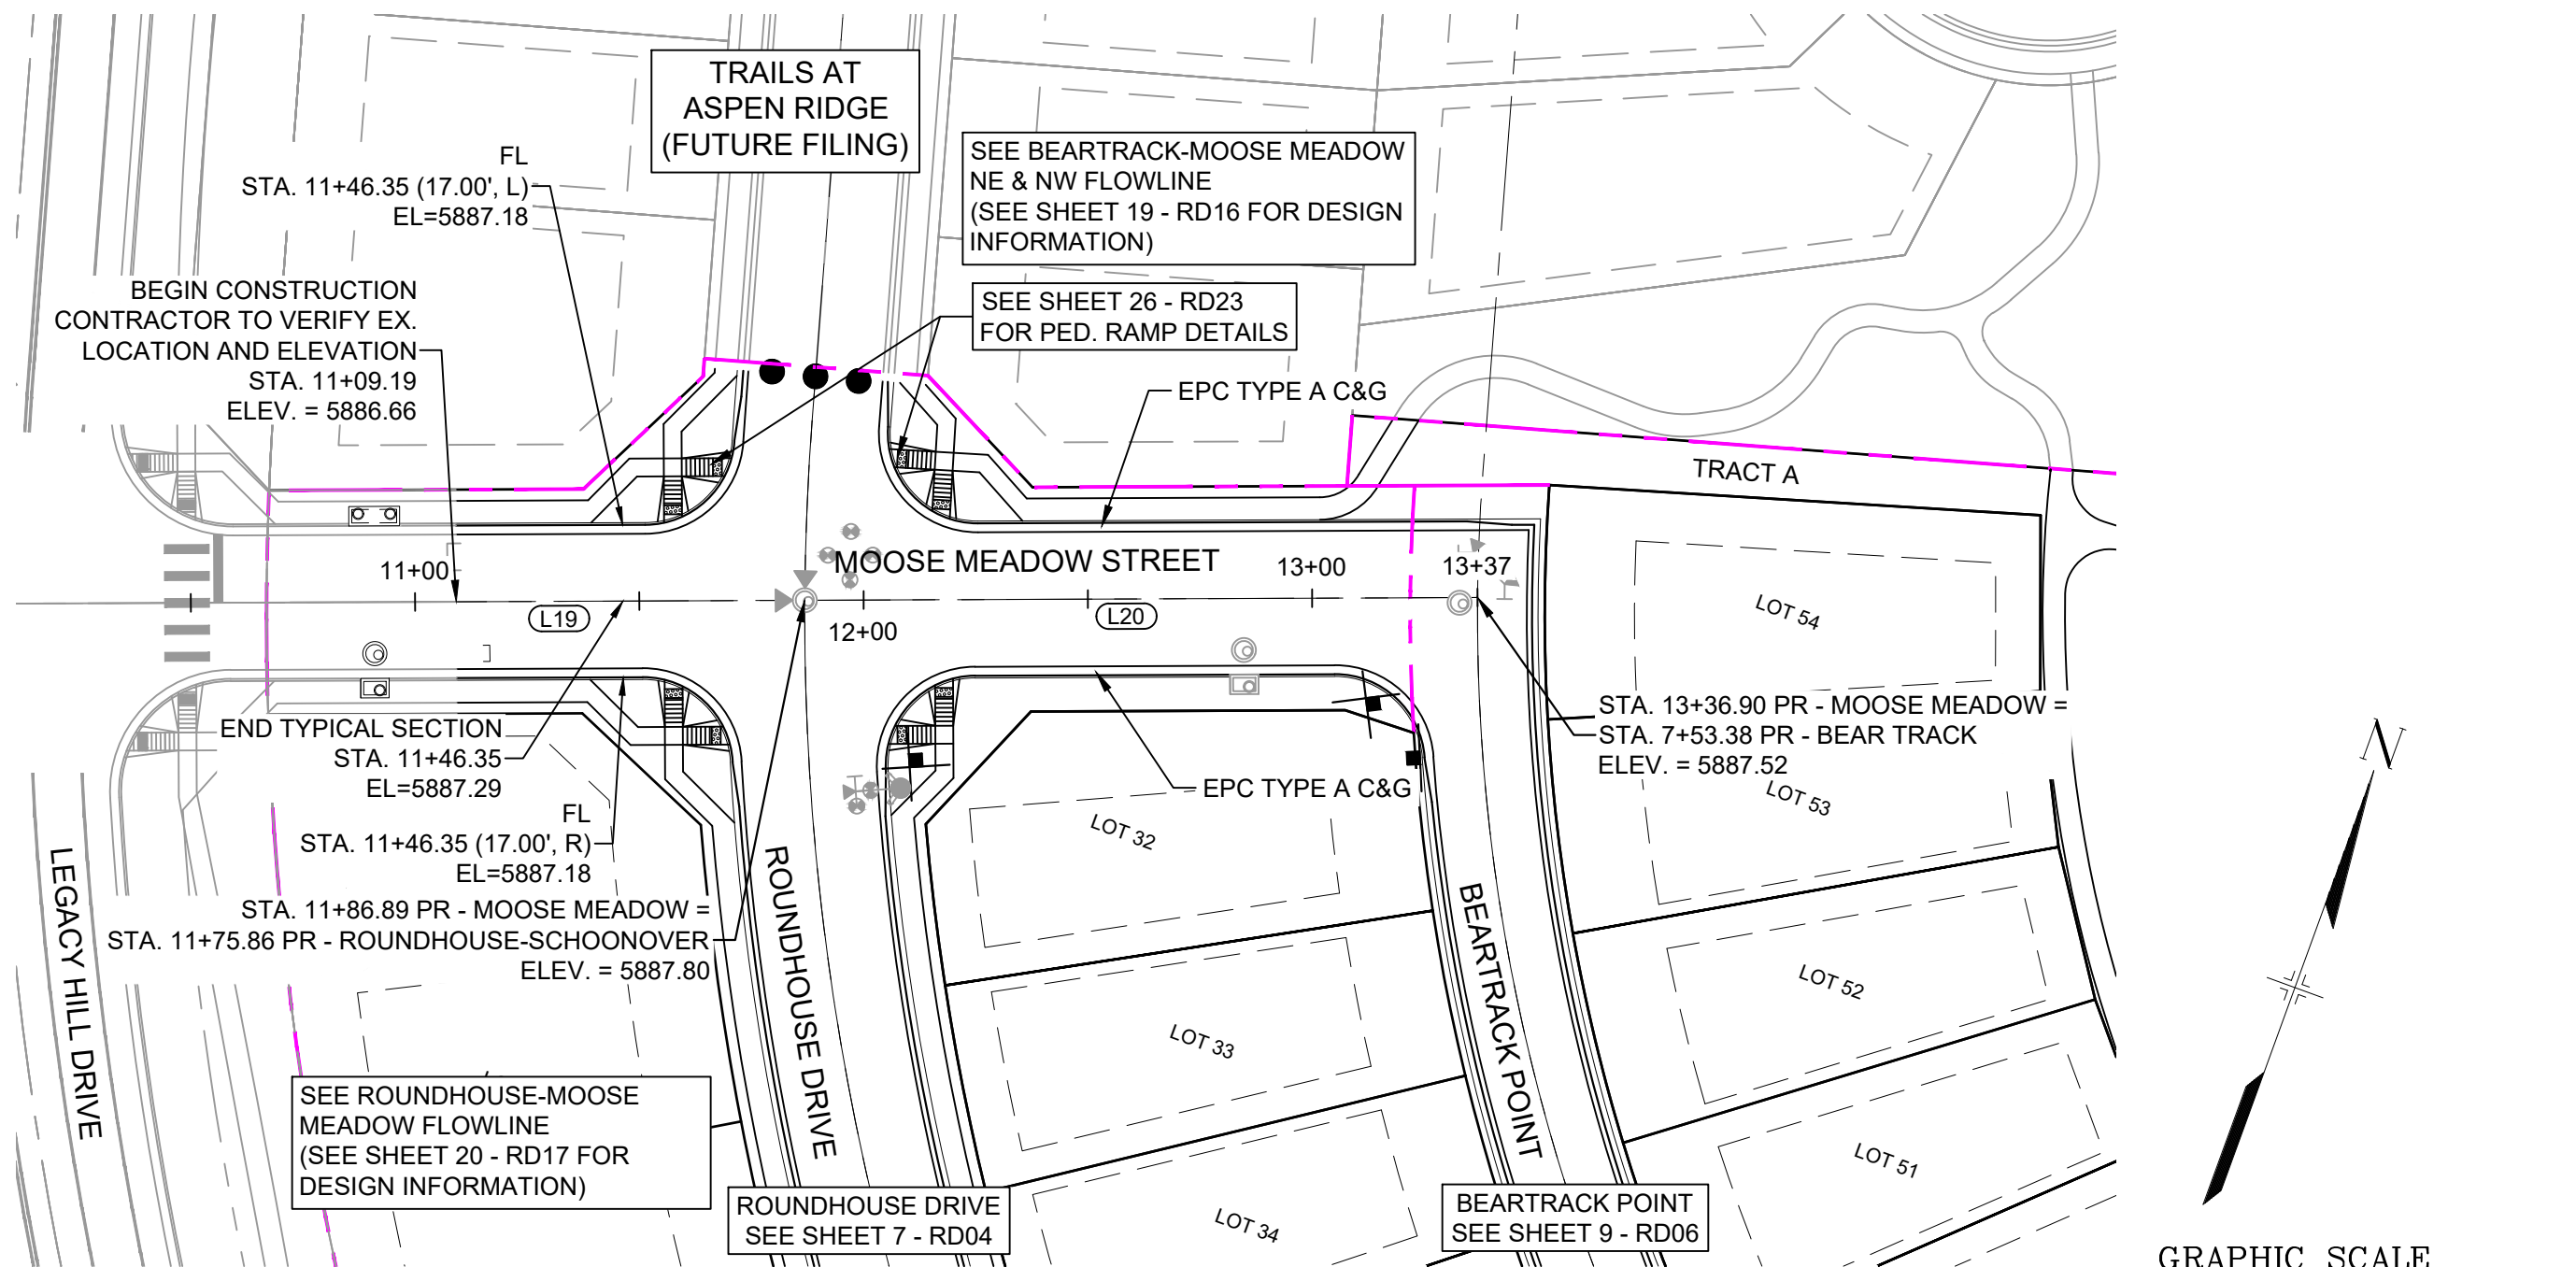 TRAILS AT
ASPEN RIDGE
(FUTURE FILING)
FL
STA. 11+46.35 (17.00', L)
EL=5887.18
SEE BEARTRACK-MOOSE MEADOW
NE & NW FLOWLINE
(SEE SHEET 19 - RD16 FOR DESIGN
INFORMATION)
BEGIN CONSTRUCTION
CONTRACTOR TO VERIFY EX.
LOCATION AND ELEVATION
STA. 11+09.19
ELEV. = 5886.66
SEE SHEET 26 - RD23
FOR PED. RAMP DETAILS
EPC TYPE A C&G
TRACT A
MOOSE MEADOW STREET
11+00
13+00
13+37
L19
12+00
L20
LOT 54
END TYPICAL SECTION
STA. 11+46.35
EL=5887.29
STA. 13+36.90 PR - MOOSE MEADOW =
STA. 7+53.38 PR - BEAR TRACK
ELEV. = 5887.52
EPC TYPE A C&G
LOT 53
FL
STA. 11+46.35 (17.00', R)
EL=5887.18
LOT 32
STA. 11+86.89 PR - MOOSE MEADOW =
STA. 11+75.86 PR - ROUNDHOUSE-SCHOONOVER
ELEV. = 5887.80
LEGACY HILL DRIVE
ROUNDHOUSE DRIVE
BEARTRACK POINT
LOT 52
LOT 33
LOT 51
LOT 34
SEE ROUNDHOUSE-MOOSE
MEADOW FLOWLINE
(SEE SHEET 20 - RD17 FOR
DESIGN INFORMATION)
ROUNDHOUSE DRIVE
SEE SHEET 7 - RD04
BEARTRACK POINT
SEE SHEET 9 - RD06
N
GRAPHIC SCALE